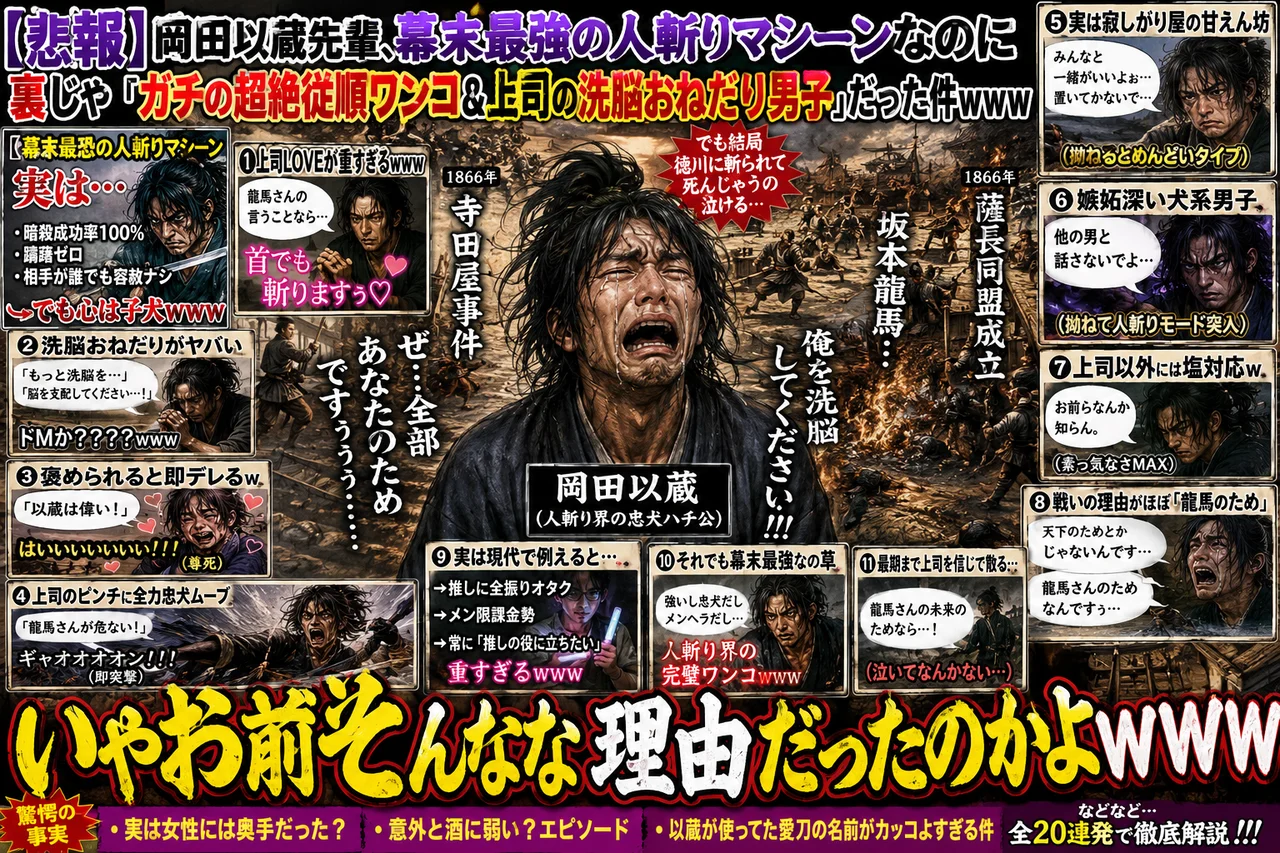 【悲報】岡田以蔵先輩、幕末最強の人斬りマシーンなのに
裏じゃ「ガチの超絶従順ワンコ&上司の洗脳おねだり男子」だった件www
【幕末最恐の人斬りマシーン
実は…
・暗殺成功率100%
・躊躇ゼロ
・相手が誰でも容赦ナシ
でも心は子犬www
❶上司LOVEが重すぎるwww
龍馬さんの
言うことなら…
首でも
斬りますぅ♡
❷洗脳おねだりがヤバい
「もっと洗脳を…」
「脳を支配してください…!」
ドMか????www
❸褒められると即デレるw
「以蔵は偉い!」
はいいいいいいい!!!
(尊死)
❹上司のピンチに全力忠犬ムーブ
「龍馬さんが危ない!」
ギャオオオオン!!!
(即突撃)
1866年
寺田屋事件
ぜ…全部
あなたのため
ですぅぅぅ……
でも結局
徳川に斬られて
死んじゃうの
泣ける…
1866年
薩長同盟成立
坂本龍馬…
俺を洗脳
してください!!!
岡田以蔵
(人斬り界の忠犬ハチ公)
❺実は寂しがり屋の甘えん坊
みんなと
一緒がいいよぉ…
置いてかないで…
(拗ねるとめんどいタイプ)
❻嫉妬深い犬系男子
他の男と
話さないでよ…
(拗ねて人斬りモード突入)
❼上司以外には塩対応w
お前らなんか
知らん。
(素っ気なさMAX)
❽戦いの理由がほぼ「龍馬のため」
天下のためとか
じゃないんです…
龍馬さんのため
なんですぅ…
❾実は現代で例えると…
→推しに全振りオタク
→メン限課金勢
→常に「推しの役に立ちたい」
重すぎるwww
❿それでも幕末最強なの草
強いし忠犬だし
メンヘラだし…
人斬り界の
完璧ワンコwww
⓫最期まで上司を信じて散る…
龍馬さんの未来の
ためなら…!
(泣いてなんかない…)
いやお前そんなな理由だったのかよwww
驚愕の
事実
・実は女性には奥手だった?
・意外と酒に弱い?エピソード
・以蔵が使ってた愛刀の名前がカッコよすぎる件
などなど…
全20連発で徹底解説!!!